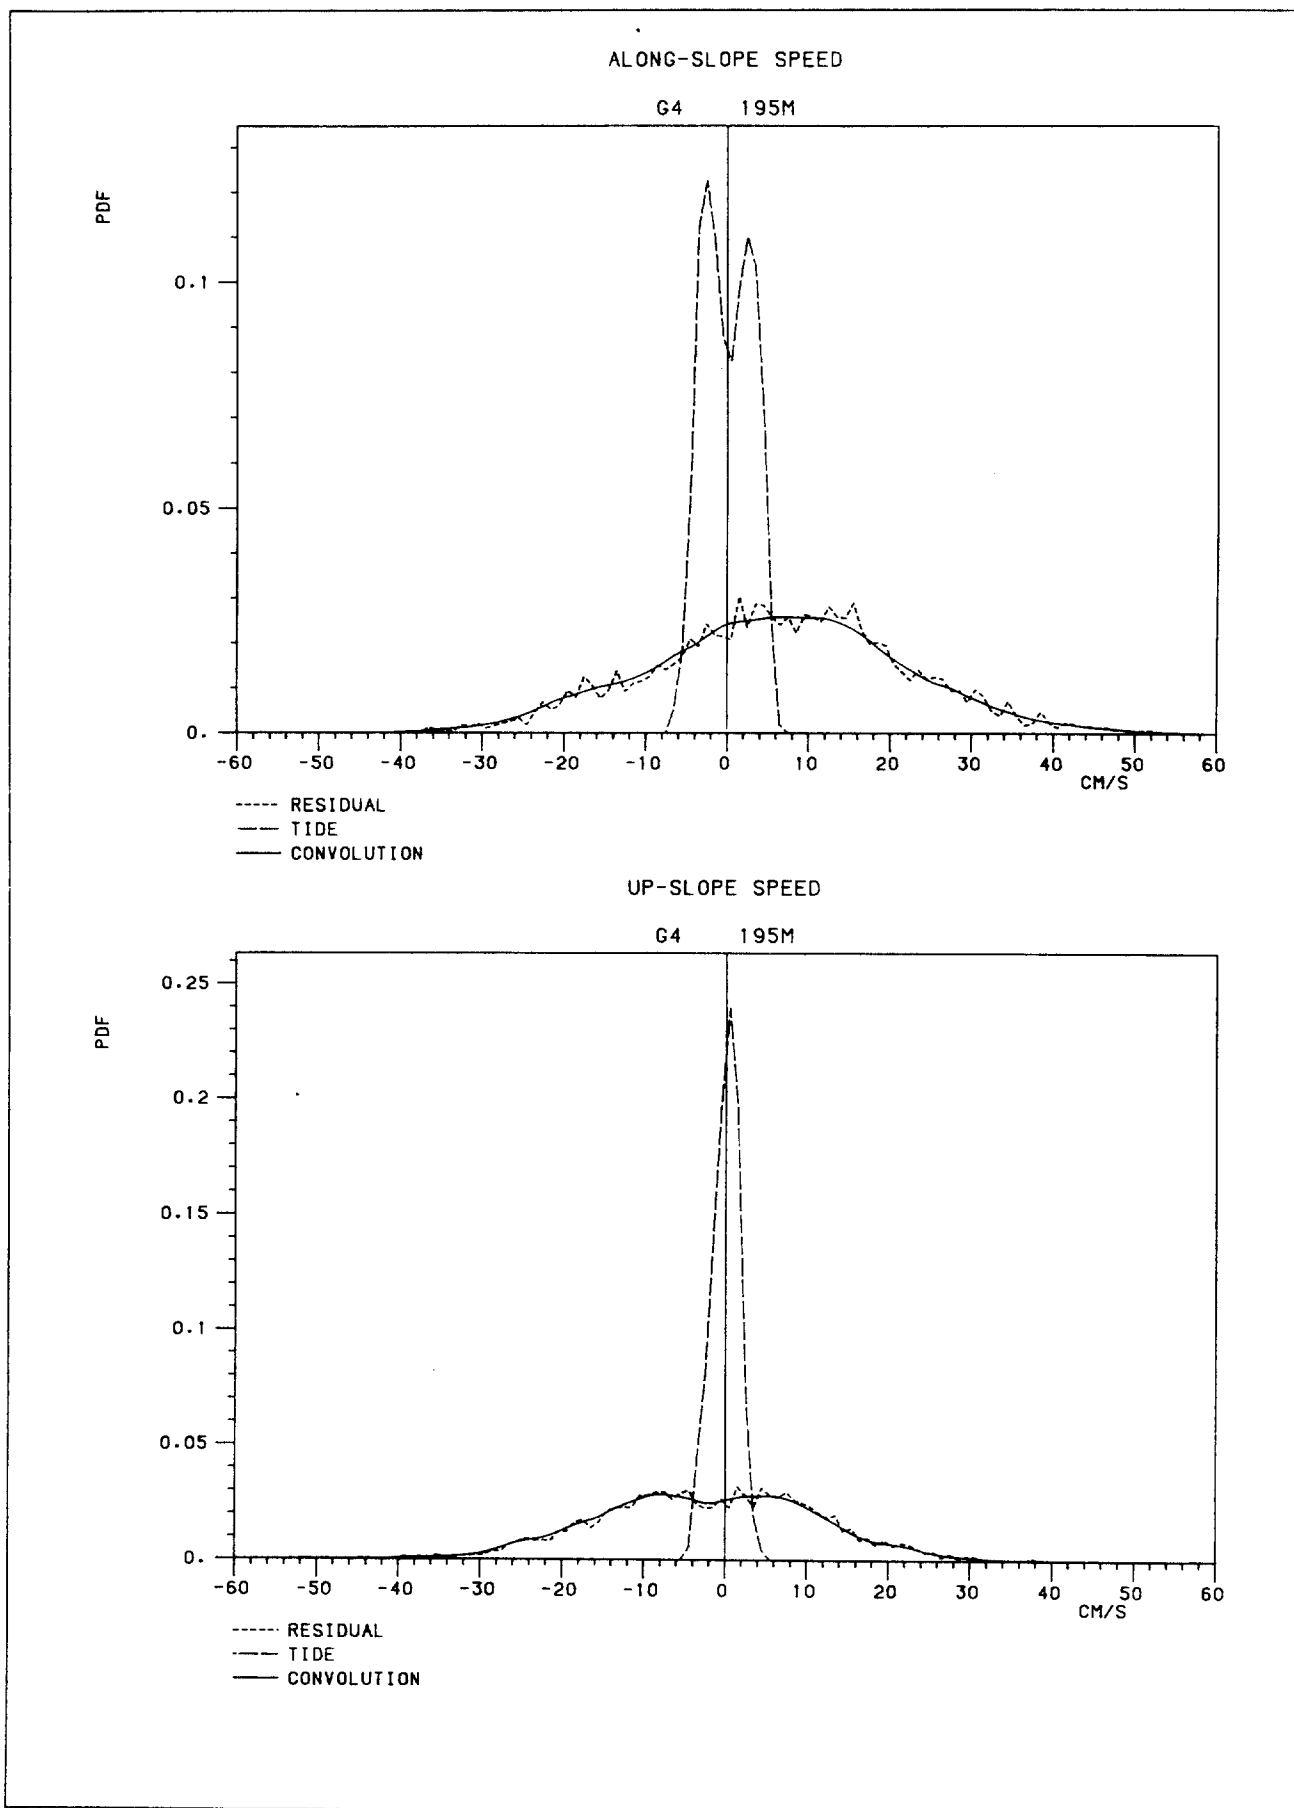 ALONG-SLOPE SPEED
G4 195M
PDF
0.1
0.05
0.
-60 -50 -40 -30 -20 -10 0 10 20 30 40 50 60
CM/S
RESIDUAL
TIDE
CONVOLUTION
UP-SLOPE SPEED
G4 195M
PDF
0.25
0.2
0.15
0.1
0.05
0.
-60 -50 -40 -30 -20 -10 0 10 20 30 40 50 60
CM/S
RESIDUAL
TIDE
CONVOLUTION